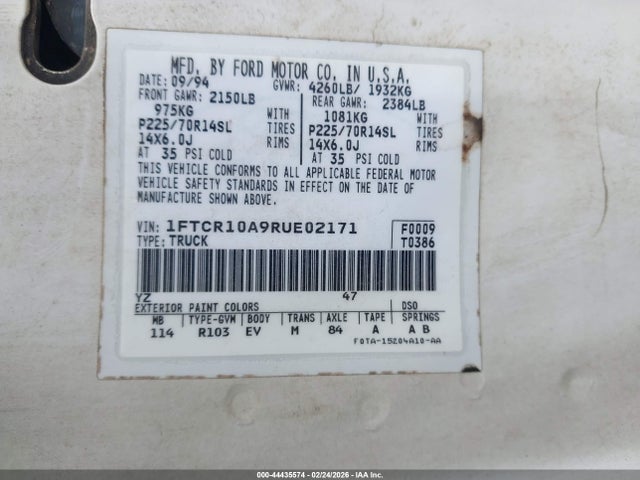 MFD. BY FORD MOTOR CO. IN U.S.A.
DATE: 09/94 GVWR: 4260LB/ 1932KG
FRONT GAWR: 2150LB REAR GAWR: 2384LB
975KG WITH 1081KG WITH
P225/70R14SL TIRES P225/70R14SL TIRES
14X6.0J RIMS 14X6.0J RIMS
AT 35 PSI COLD AT 35 PSI COLD
THIS VEHICLE CONFORMS TO ALL APPLICABLE FEDERAL MOTOR
VEHICLE SAFETY STANDARDS IN EFFECT ON THE DATE OF
MANUFACTURE SHOWN ABOVE.
VIN: 1FTCR10A9RUE02171 F0009
TYPE: TRUCK T0386
YZ 47
EXTERIOR PAINT COLORS DSO
WB TYPE-GVM BODY TRANS AXLE TAPE SPRINGS
114 R103 EV M 84 A A B
F0TA-15204A10-AA
000-44435574 - 02/24/2026 - IAA Inc.